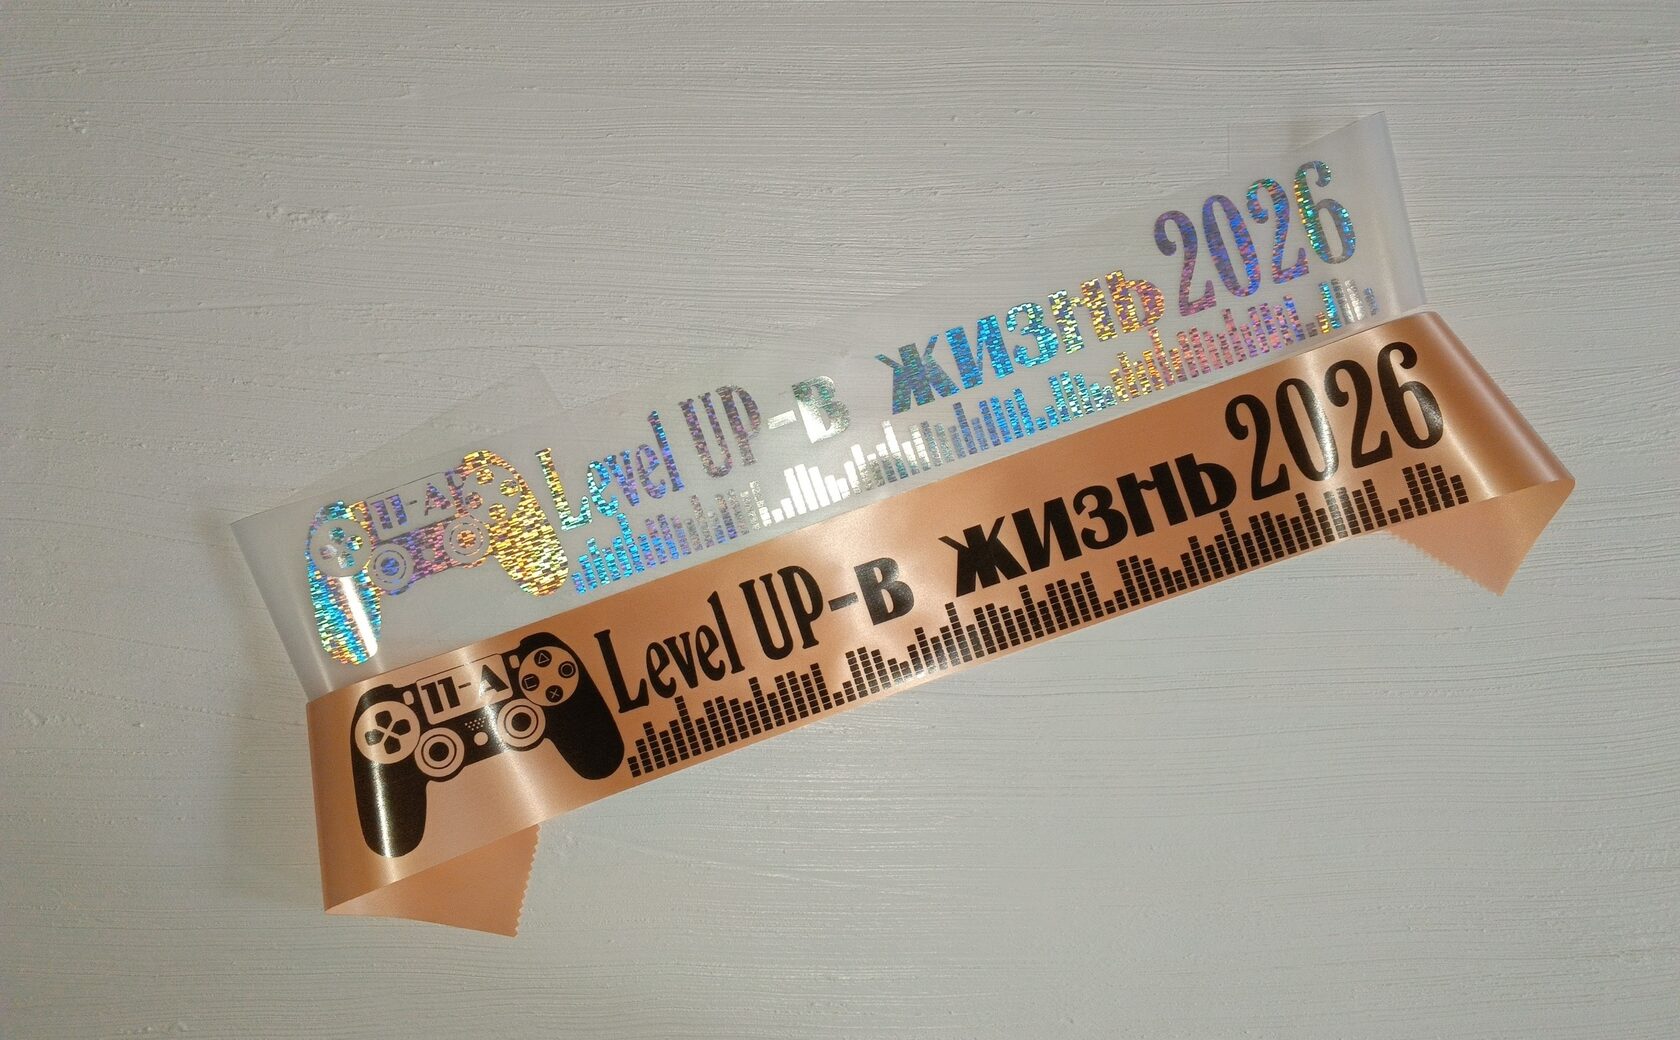 11-А
Level UP-в жизнь 2026
11-А
Level UP-в жизнь 2026